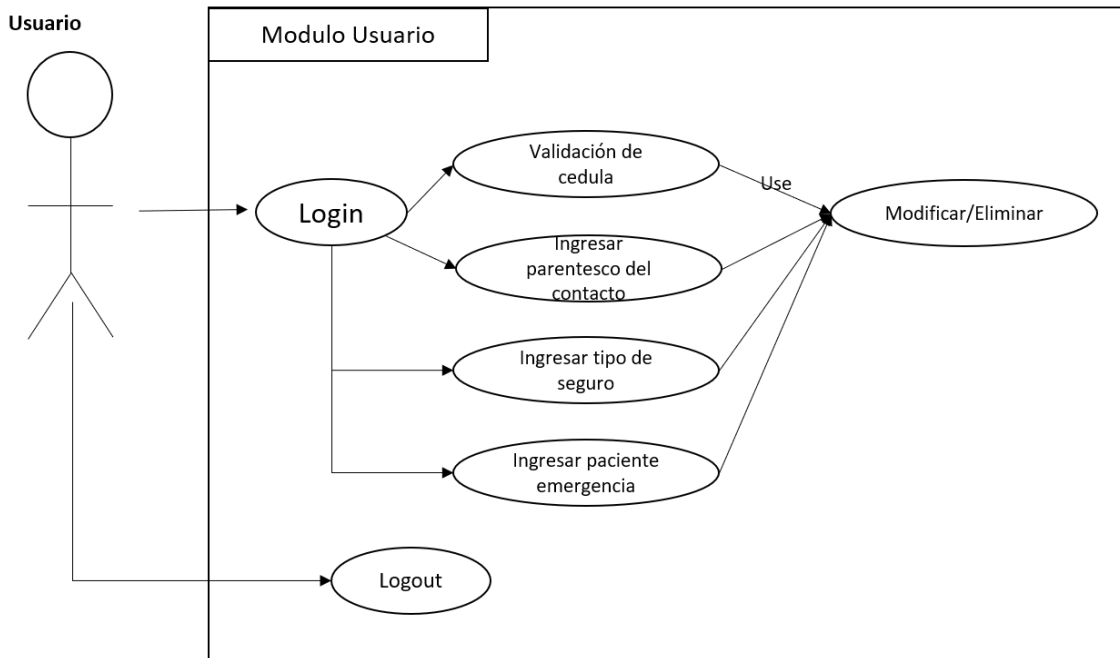 Usuario
Modulo Usuario
Validación de
cedula
Use
Login
Modificar/Eliminar
Ingresar
parentesco del
contacto
Ingresar tipo de
seguro
Ingresar paciente
emergencia
Logout